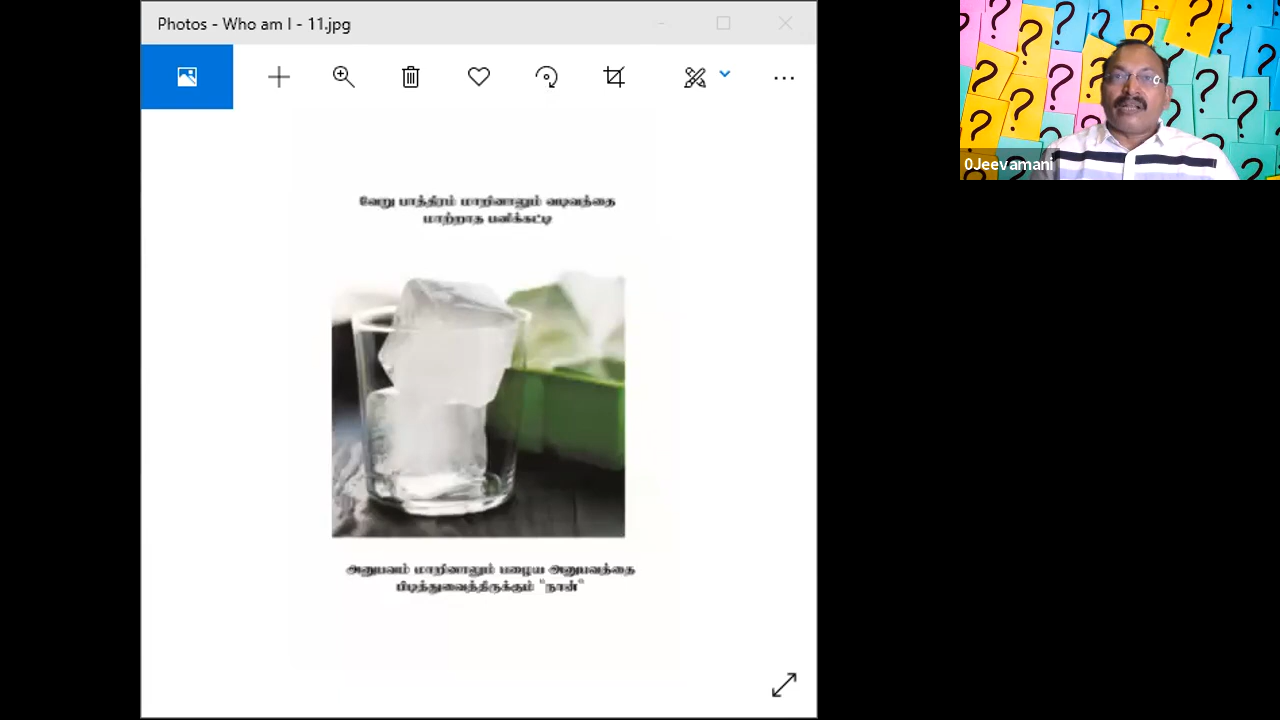 Photos - Who am I - 11.jpg
வேறு பாத்திரம் மாறினாலும் வடிவத்தை
மாற்றாத பனிக்கட்டி
அனுபவம் மாறினாலும் பழைய அனுபவத்தை
பிடித்துவைத்திருக்கும் "நான்"
0Jeevamani